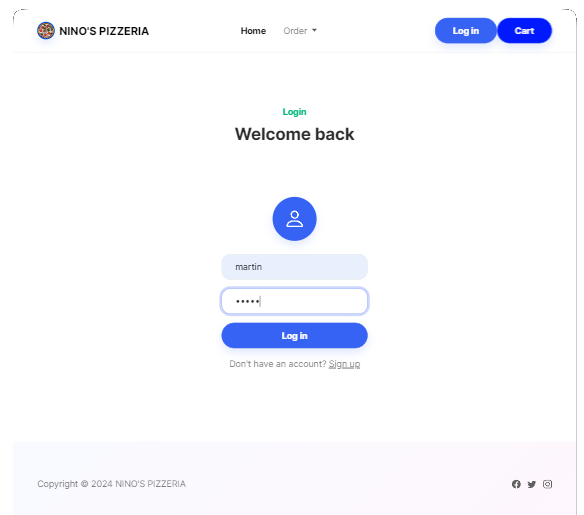 NINO'S PIZZERIA Home Order Log in Cart
Login
Welcome back
martin
•••••
Log in
Don't have an account? Sign up
Copyright © 2024 NINO'S PIZZERIA